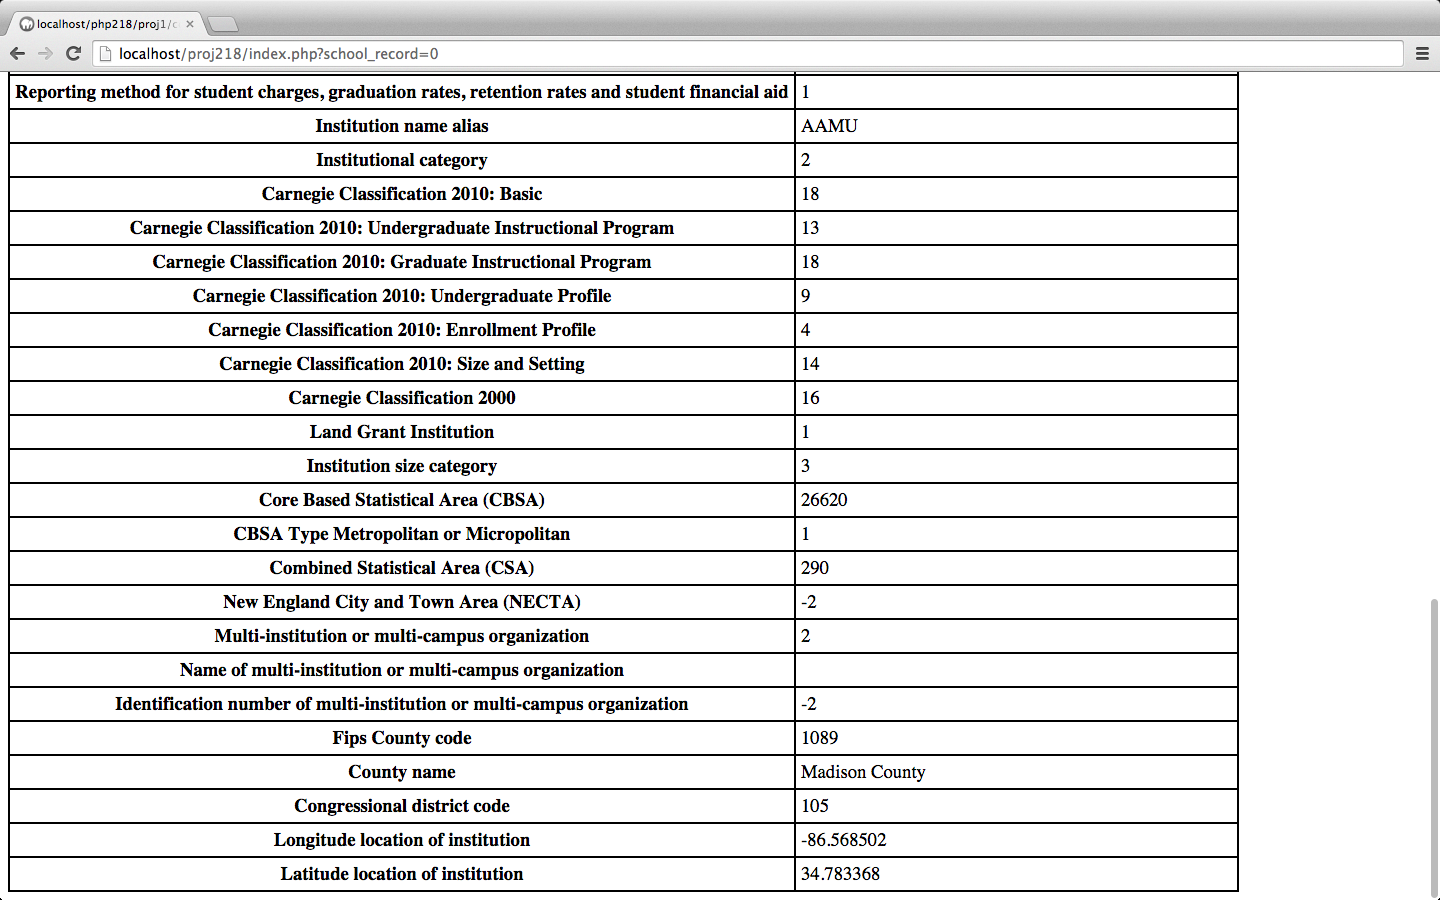 localhost/php218/proj1/c
localhost/proj218/index.php?school_record=0
Reporting method for student charges, graduation rates, retention rates and student financial aid 1
Institution name alias AAMU
Institutional category 2
Carnegie Classification 2010: Basic 18
Carnegie Classification 2010: Undergraduate Instructional Program 13
Carnegie Classification 2010: Graduate Instructional Program 18
Carnegie Classification 2010: Undergraduate Profile 9
Carnegie Classification 2010: Enrollment Profile 4
Carnegie Classification 2010: Size and Setting 14
Carnegie Classification 2000 16
Land Grant Institution 1
Institution size category 3
Core Based Statistical Area (CBSA) 26620
CBSA Type Metropolitan or Micropolitan 1
Combined Statistical Area (CSA) 290
New England City and Town Area (NECTA) -2
Multi-institution or multi-campus organization 2
Name of multi-institution or multi-campus organization
Identification number of multi-institution or multi-campus organization -2
Fips County code 1089
County name Madison County
Congressional district code 105
Longitude location of institution -86.568502
Latitude location of institution 34.783368